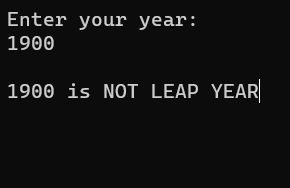 Enter your year:
1900
1900 is NOT LEAP YEAR